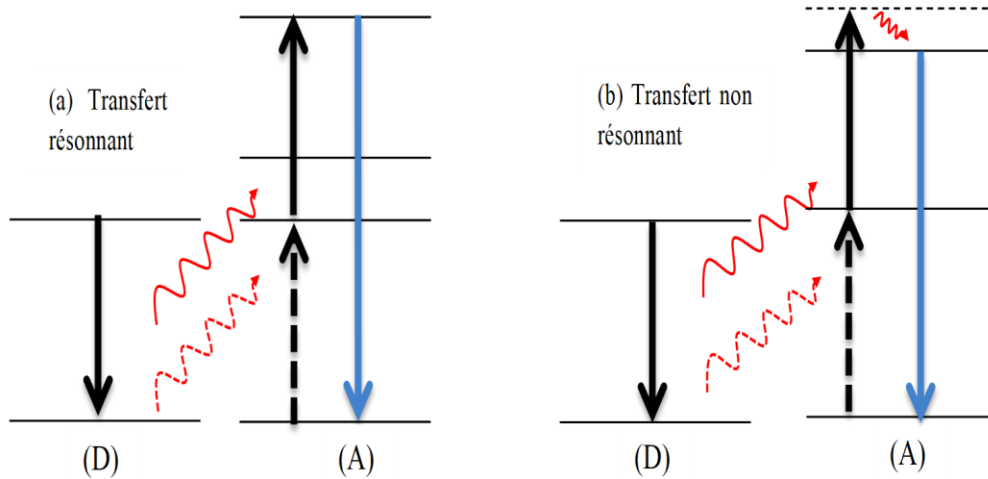 (a) Transfert
résonnant
(b) Transfert non
résonnant
(D)
(A)
(D)
(A)